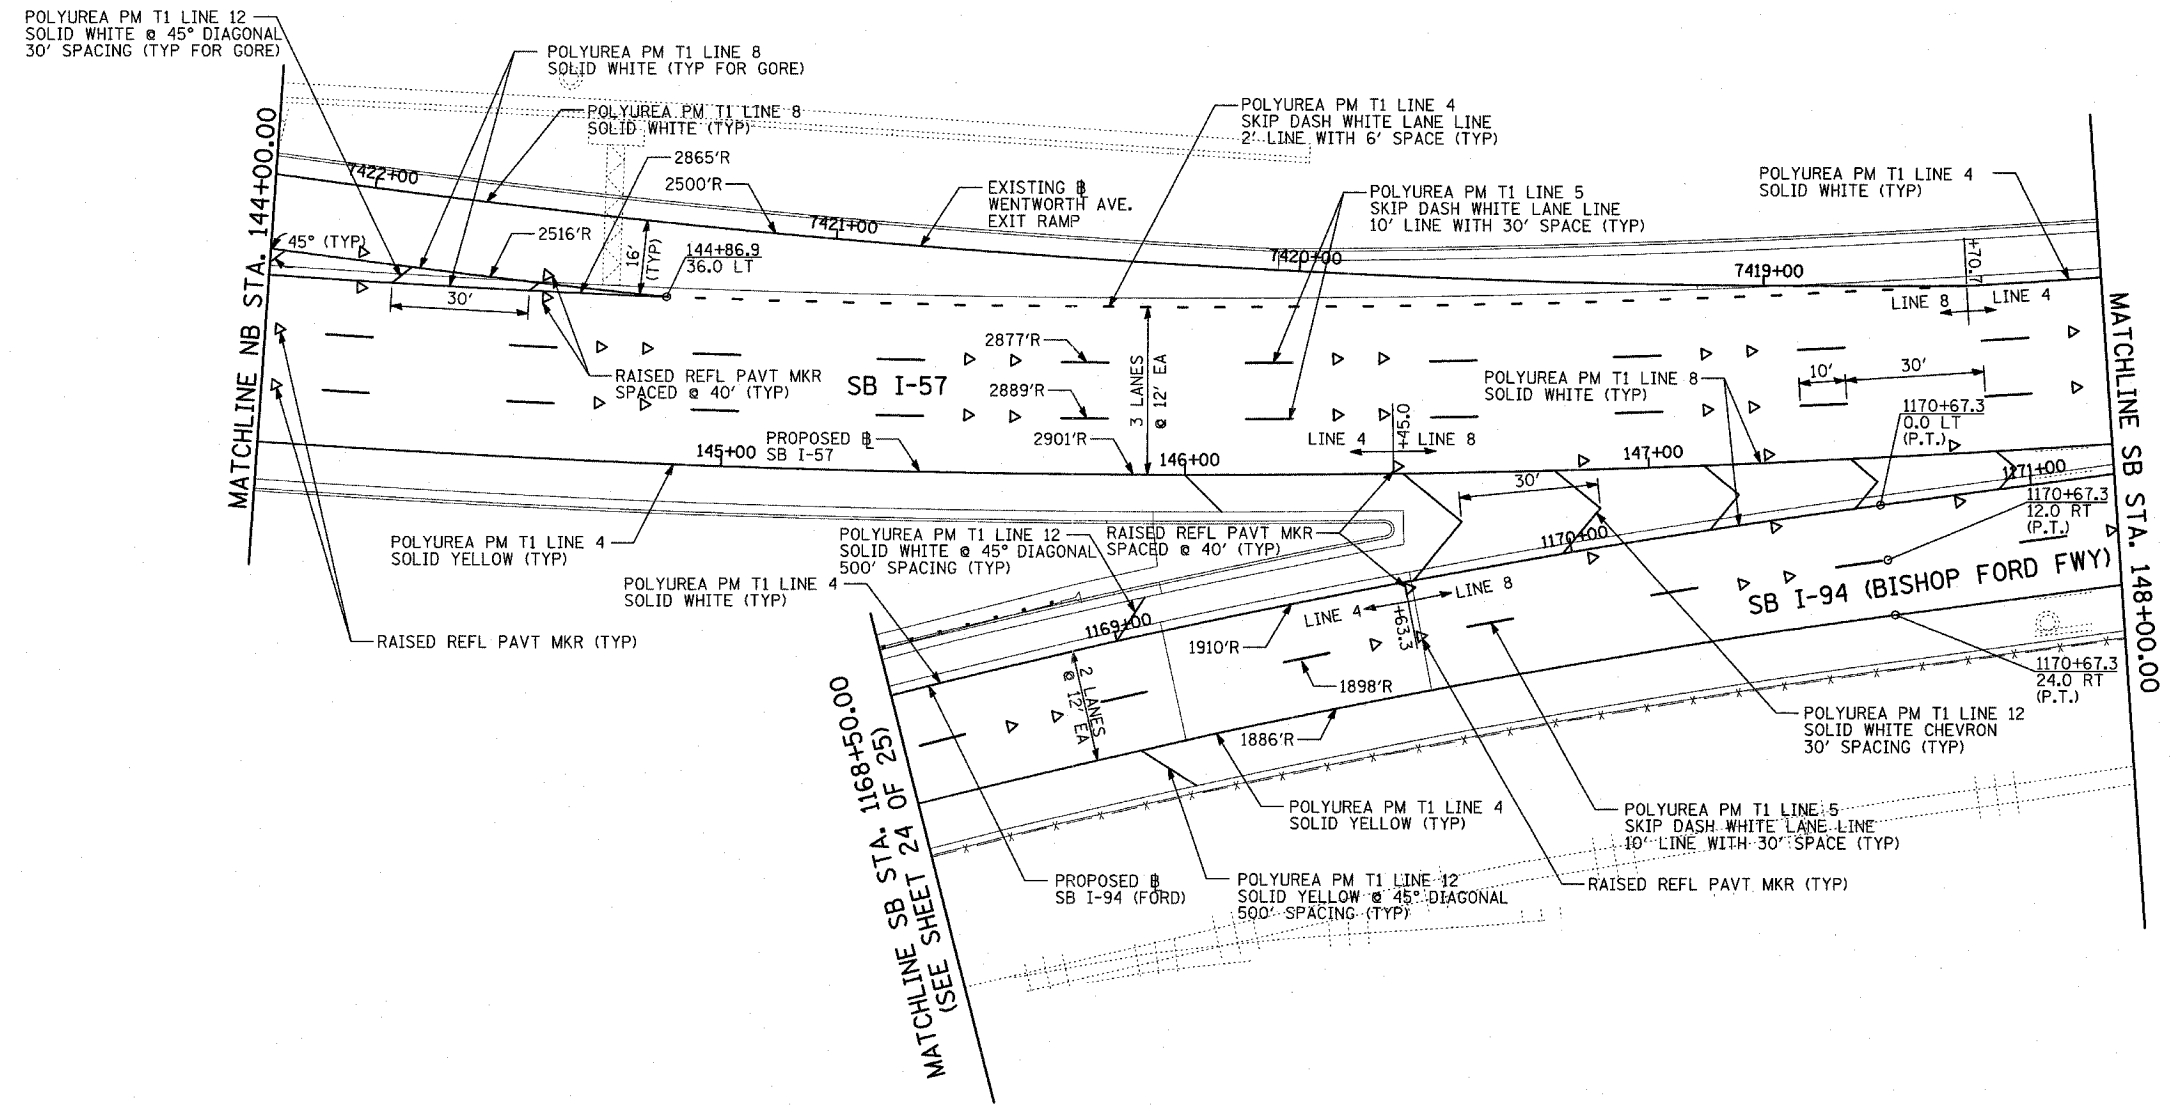 POLYUREA PM T1 LINE 12
SOLID WHITE @ 45° DIAGONAL
30' SPACING (TYP FOR GORE)
POLYUREA PM T1 LINE 8
SOLID WHITE (TYP FOR GORE)
POLYUREA PM T1 LINE 8
SOLID WHITE (TYP)
2865'R
2500'R
EXISTING ℄
WENTWORTH AVE.
EXIT RAMP
POLYUREA PM T1 LINE 4
SKIP DASH WHITE LANE LINE
2' LINE WITH 6' SPACE (TYP)
POLYUREA PM T1 LINE 5
SKIP DASH WHITE LANE LINE
10' LINE WITH 30' SPACE (TYP)
POLYUREA PM T1 LINE 4
SOLID WHITE (TYP)
MATCHLINE NB STA. 144+00.00
7422+00
7421+00
7420+00
7419+00
+70.7
45° (TYP)
2516'R
16'
(TYP)
144+86.9
36.0 LT
30'
LINE 8
LINE 4
RAISED REFL PAVT MKR
SPACED @ 40' (TYP)
SB I-57
2877'R
2889'R
2901'R
3 LANES
@ 12' EA
POLYUREA PM T1 LINE 8
SOLID WHITE (TYP)
10'
30'
1170+67.3
0.0 LT
(P.T.)
MATCHLINE SB STA. 148+00.00
LINE 4
+45.0
LINE 8
145+00
PROPOSED ℄
SB I-57
146+00
147+00
1171+00
30'
1170+67.3
12.0 RT
(P.T.)
POLYUREA PM T1 LINE 4
SOLID YELLOW (TYP)
POLYUREA PM T1 LINE 12
SOLID WHITE @ 45° DIAGONAL
500' SPACING (TYP)
RAISED REFL PAVT MKR
SPACED @ 40' (TYP)
1170+00
POLYUREA PM T1 LINE 4
SOLID WHITE (TYP)
SB I-94 (BISHOP FORD FWY)
RAISED REFL PAVT MKR (TYP)
1169+00
1910'R
LINE 4
LINE 8
+63.3
1898'R
1886'R
2 LANES
@ 12' EA
1170+67.3
24.0 RT
(P.T.)
MATCHLINE SB STA. 1168+50.00
(SEE SHEET 24 OF 25)
POLYUREA PM T1 LINE 12
SOLID WHITE CHEVRON
30' SPACING (TYP)
POLYUREA PM T1 LINE 4
SOLID YELLOW (TYP)
POLYUREA PM T1 LINE 5
SKIP DASH WHITE LANE LINE
10' LINE WITH 30' SPACE (TYP)
PROPOSED ℄
SB I-94 (FORD)
POLYUREA PM T1 LINE 12
SOLID YELLOW @ 45° DIAGONAL
500' SPACING (TYP)
RAISED REFL PAVT MKR (TYP)